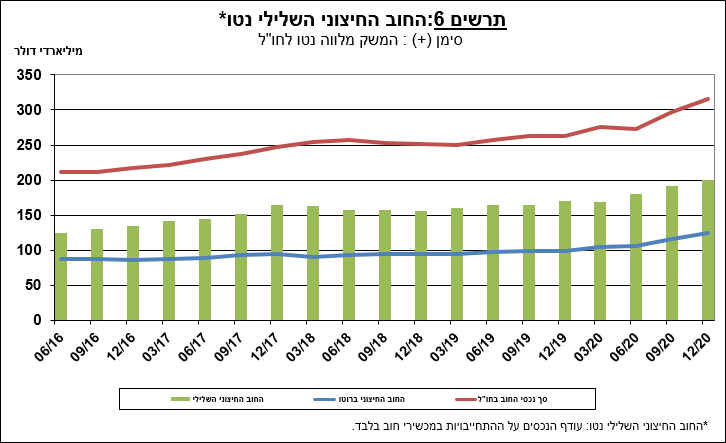 תרשים 6:החוב החיצוני השלילי נטו*
סימן (+) : המשק מלווה נטו לחו"ל
מיליארדי דולר
350
300
250
200
150
100
50
0
06/16 09/16 12/16 03/17 06/17 09/17 12/17 03/18 06/18 09/18 12/18 03/19 06/19 09/19 12/19 03/20 06/20 09/20 12/20
סך נכסי החוב בחו"ל החוב החיצוני ברוטו החוב החיצוני השלילי
*החוב החיצוני השלילי נטו: עודף הנכסים על ההתחייבויות במכשירי חוב בלבד.